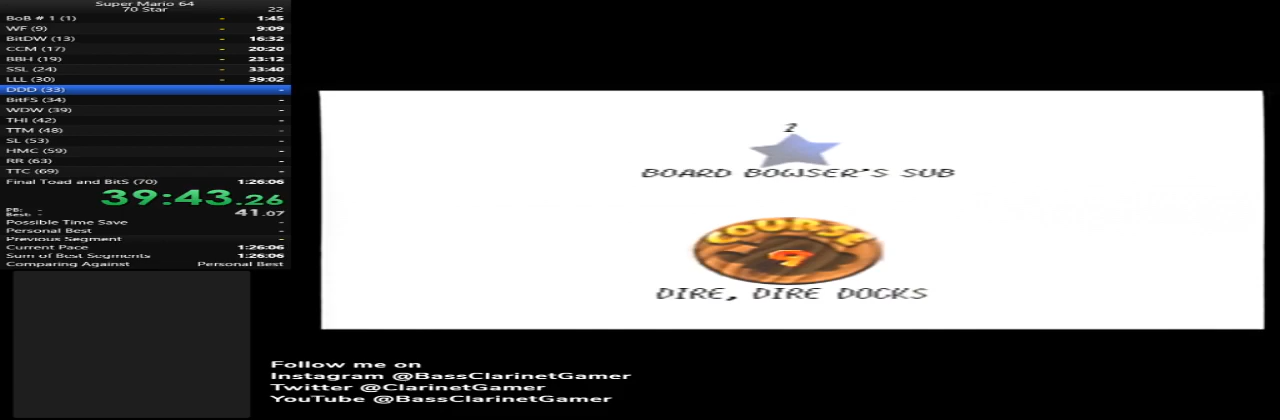 Super Mario 64
70 Star 22
BoB # 1 (1) - 1:45
WF (9) - 9:09
BitDW (13) - 16:32
CCM (17) - 20:20
BBH (19) - 23:12
SSL (24) - 33:40
LLL (30) - 39:02
DDD (33) -
BitFS (34) -
WDW (39) -
THI (42) -
TTM (48) -
SL (53) -
HMC (59) -
RR (63) -
TTC (69) -
Final Toad and BitS (70) 1:26:06
39:43.26
PB: -
Best: - 41.07
Possible Time Save -
Personal Best -
Previous Segment -
Current Pace 1:26:06
Sum of Best Segments 1:26:06
Comparing Against Personal Best
2
BOARD BOWSER'S SUB
COURSE
9
DIRE, DIRE DOCKS
Follow me on
Instagram @BassClarinetGamer
Twitter @ClarinetGamer
YouTube @BassClarinetGamer